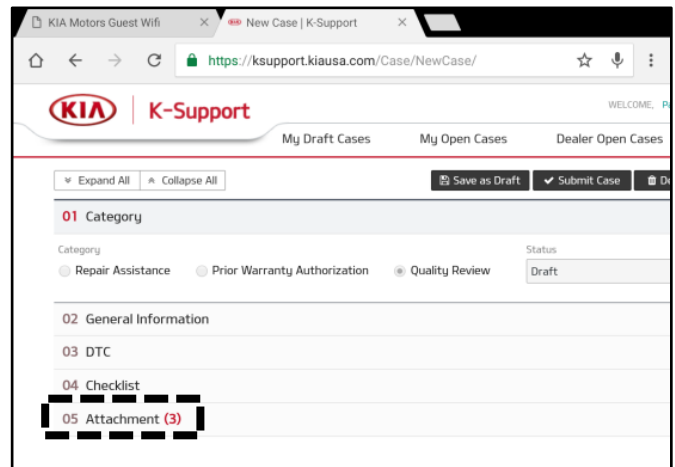 KIA Motors Guest Wifi
New Case | K-Support
https://ksupport.kiausa.com/Case/NewCase/
KIA K-Support
WELCOME,
My Draft Cases My Open Cases Dealer Open Cases
Expand All Collapse All Save as Draft Submit Case
01 Category
Category Status
Repair Assistance Prior Warranty Authorization Quality Review Draft
02 General Information
03 DTC
04 Checklist
05 Attachment (3)